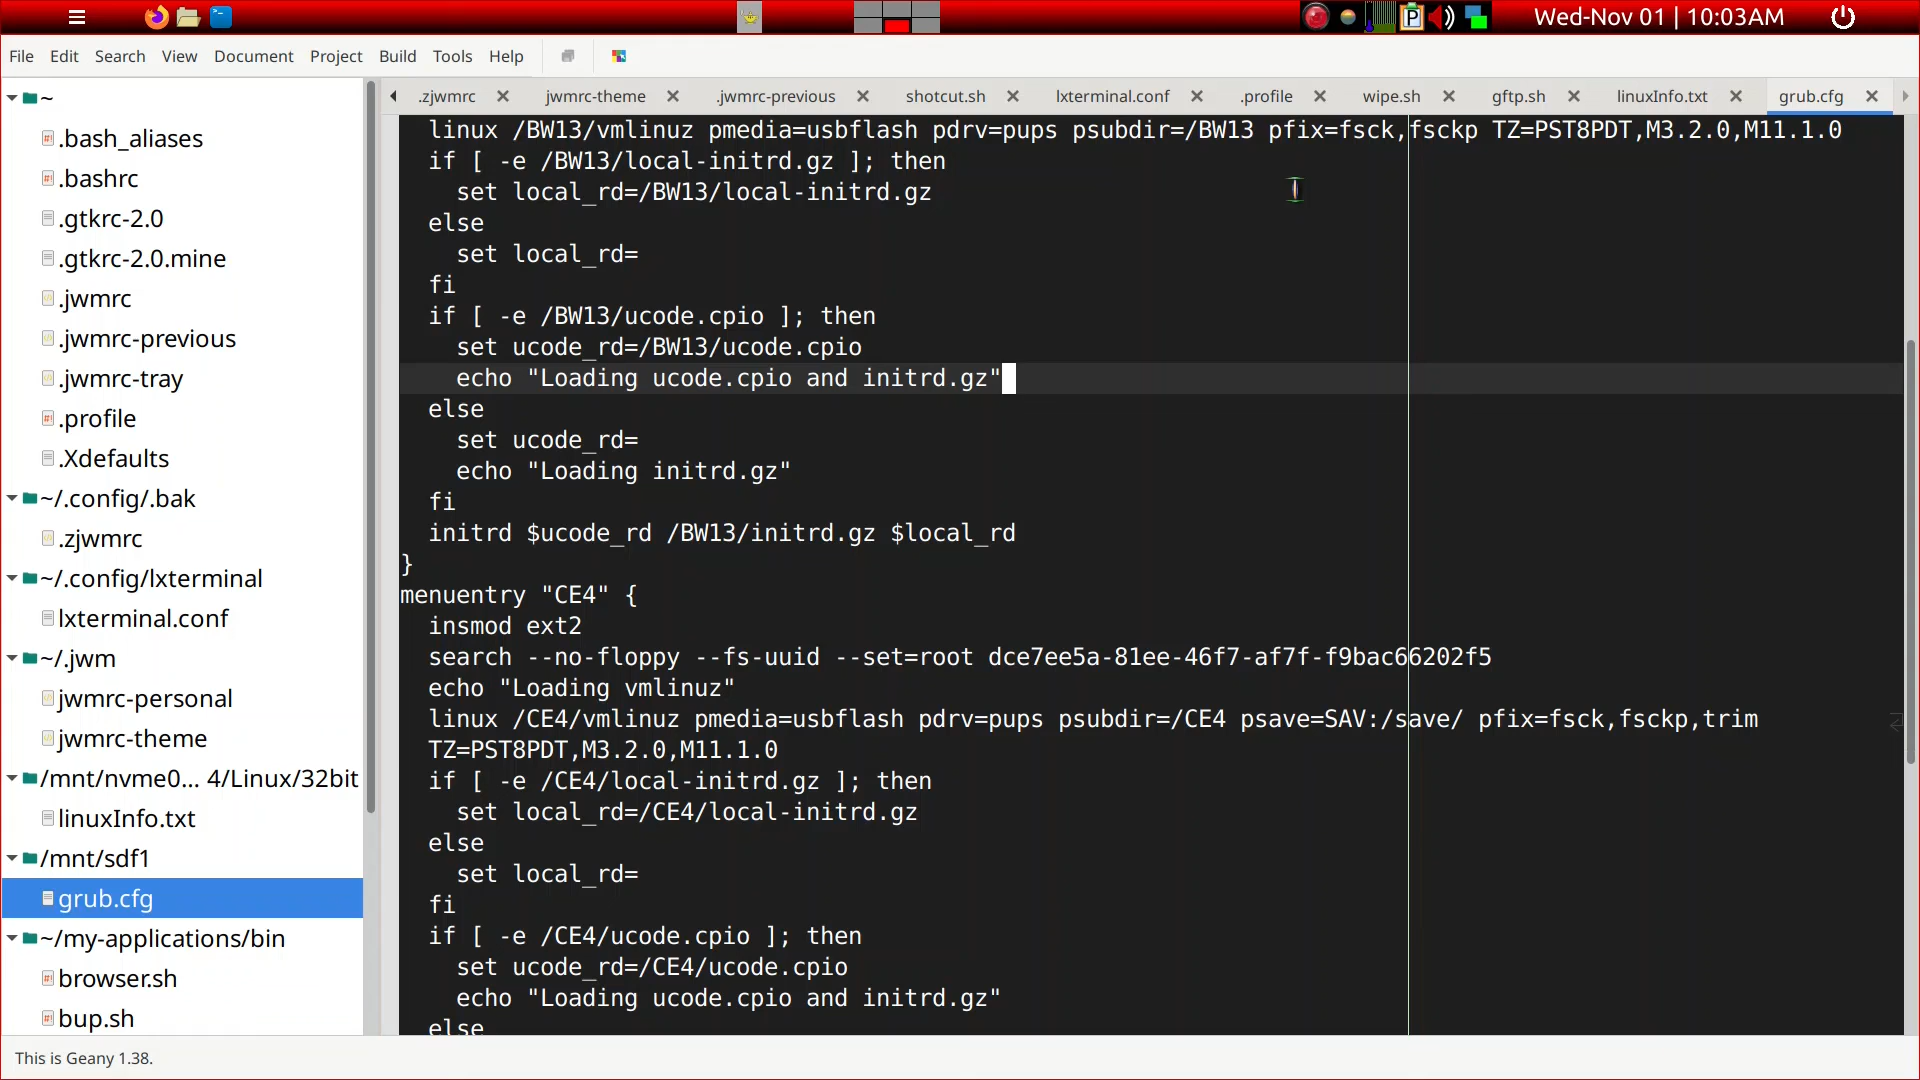 Wed-Nov 01 | 10:03AM
File Edit Search View Document Project Build Tools Help
.zjwmrc jwmrc-theme .jwmrc-previous shotcut.sh lxterminal.conf .profile wipe.sh gftp.sh linuxInfo.txt grub.cfg
~
.bash_aliases
.bashrc
.gtkrc-2.0
.gtkrc-2.0.mine
.jwmrc
.jwmrc-previous
.jwmrc-tray
.profile
.Xdefaults
~/.config/.bak
.zjwmrc
~/.config/lxterminal
lxterminal.conf
~/.jwm
jwmrc-personal
jwmrc-theme
/mnt/nvme0... 4/Linux/32bit
linuxInfo.txt
/mnt/sdf1
grub.cfg
~/my-applications/bin
browser.sh
bup.sh
linux /BW13/vmlinuz pmedia=usbflash pdrv=pups psubdir=/BW13 pfix=fsck,fsckp TZ=PST8PDT,M3.2.0,M11.1.0
if [ -e /BW13/local-initrd.gz ]; then
set local_rd=/BW13/local-initrd.gz
else
set local_rd=
fi
if [ -e /BW13/ucode.cpio ]; then
set ucode_rd=/BW13/ucode.cpio
echo "Loading ucode.cpio and initrd.gz"
else
set ucode_rd=
echo "Loading initrd.gz"
fi
initrd $ucode_rd /BW13/initrd.gz $local_rd
}
menuentry "CE4" {
insmod ext2
search --no-floppy --fs-uuid --set=root dce7ee5a-81ee-46f7-af7f-f9bac66202f5
echo "Loading vmlinuz"
linux /CE4/vmlinuz pmedia=usbflash pdrv=pups psubdir=/CE4 psave=SAV:/save/ pfix=fsck,fsckp,trim
TZ=PST8PDT,M3.2.0,M11.1.0
if [ -e /CE4/local-initrd.gz ]; then
set local_rd=/CE4/local-initrd.gz
else
set local_rd=
fi
if [ -e /CE4/ucode.cpio ]; then
set ucode_rd=/CE4/ucode.cpio
echo "Loading ucode.cpio and initrd.gz"
else
This is Geany 1.38.